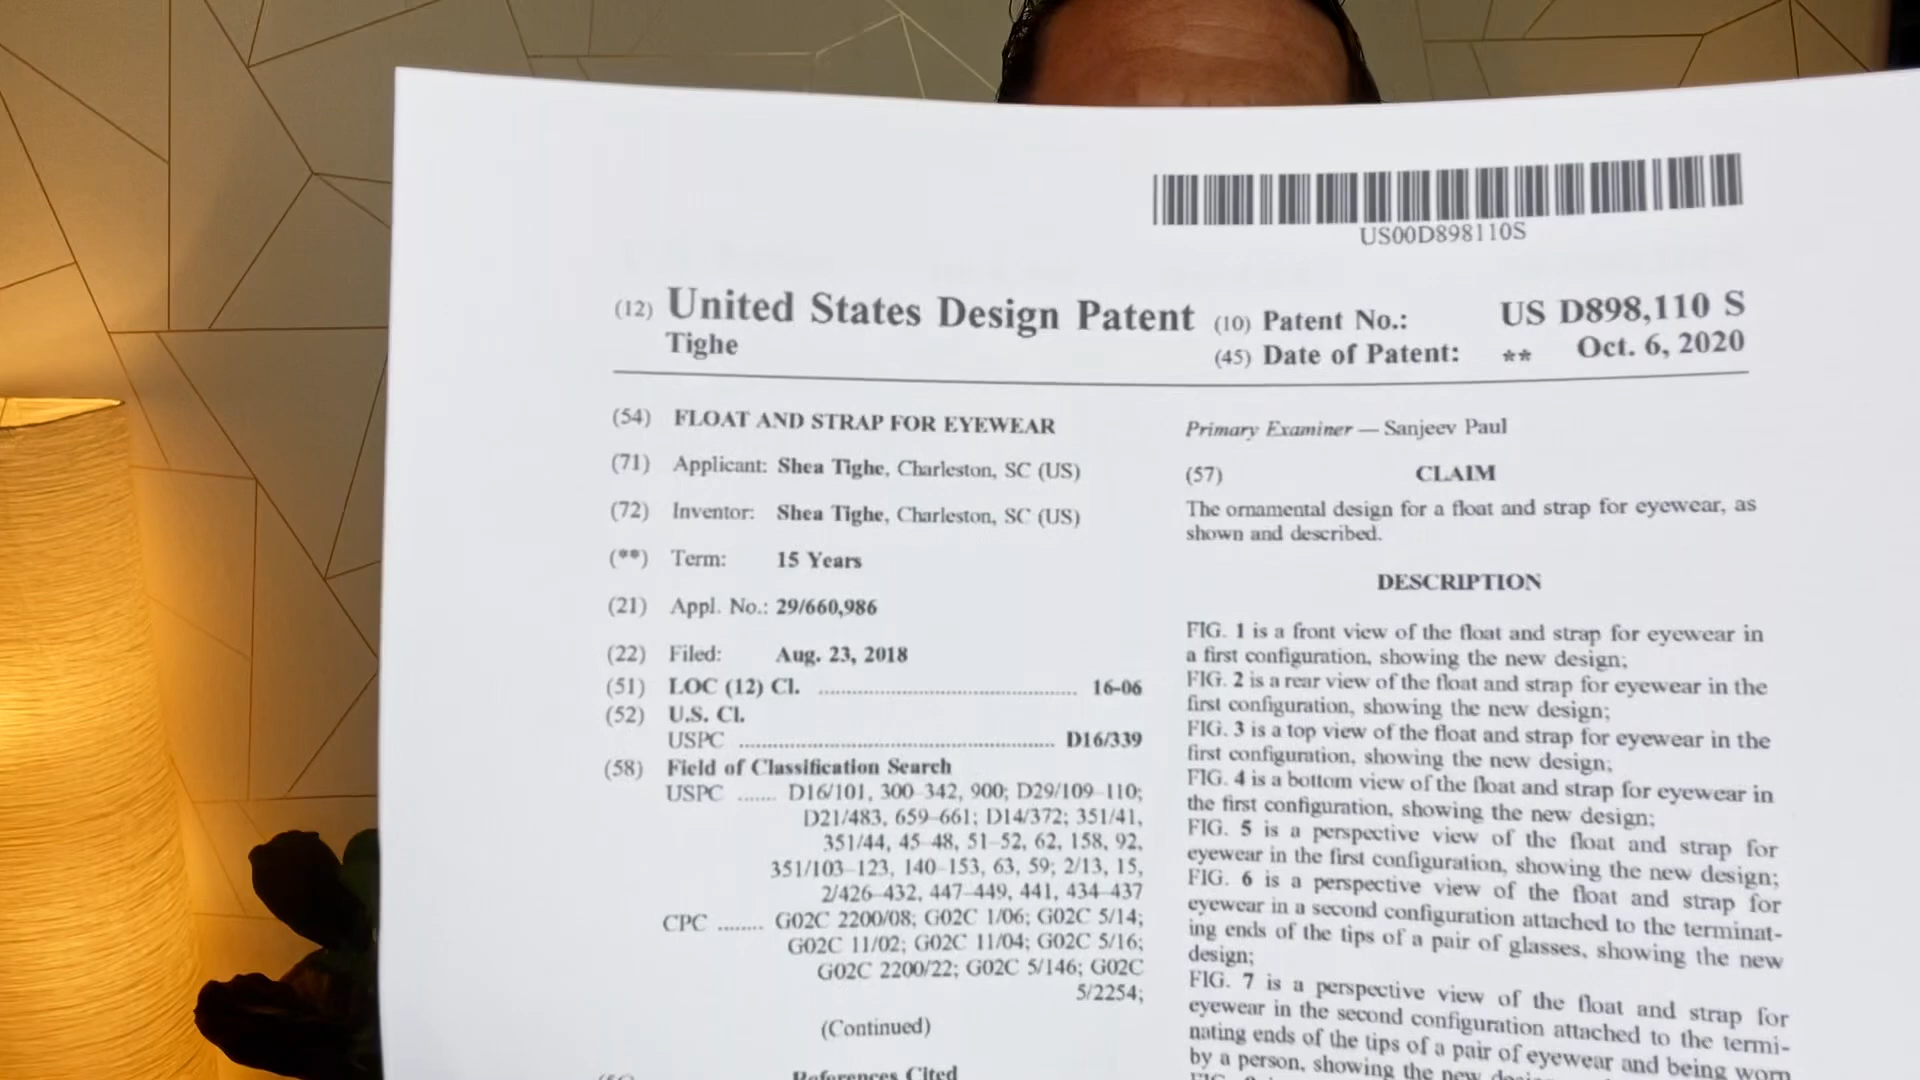 US00D898110S
(12) United States Design Patent
Tighe
(10) Patent No.: US D898,110 S
(45) Date of Patent: ** Oct. 6, 2020
(54) FLOAT AND STRAP FOR EYEWEAR
(71) Applicant: Shea Tighe, Charleston, SC (US)
(72) Inventor: Shea Tighe, Charleston, SC (US)
(**) Term: 15 Years
(21) Appl. No.: 29/660,986
(22) Filed: Aug. 23, 2018
(51) LOC (12) Cl. ............ 16-06
(52) U.S. Cl.
USPC ............ D16/339
(58) Field of Classification Search
USPC ....... D16/101, 300-342, 900; D29/109-110;
D21/483, 659-661; D14/372; 351/41,
351/44, 45-48, 51-52, 62, 158, 92,
351/103-123, 140-153, 63, 59; 2/13, 15,
2/426-432, 447-449, 441, 434-437
CPC ........ G02C 2200/08; G02C 1/06; G02C 5/14;
G02C 11/02; G02C 11/04; G02C 5/16;
G02C 2200/22; G02C 5/146; G02C
5/2254;
(Continued)
References Cited
Primary Examiner — Sanjeev Paul
(57) CLAIM
The ornamental design for a float and strap for eyewear, as
shown and described.
DESCRIPTION
FIG. 1 is a front view of the float and strap for eyewear in
a first configuration, showing the new design;
FIG. 2 is a rear view of the float and strap for eyewear in the
first configuration, showing the new design;
FIG. 3 is a top view of the float and strap for eyewear in the
first configuration, showing the new design;
FIG. 4 is a bottom view of the float and strap for eyewear in
the first configuration, showing the new design;
FIG. 5 is a perspective view of the float and strap for
eyewear in the first configuration, showing the new design;
FIG. 6 is a perspective view of the float and strap for
eyewear in a second configuration attached to the terminat-
ing ends of the tips of a pair of glasses, showing the new
design;
FIG. 7 is a perspective view of the float and strap for
eyewear in the second configuration attached to the termi-
nating ends of the tips of a pair of eyewear and being worn
by a person, showing the new design;